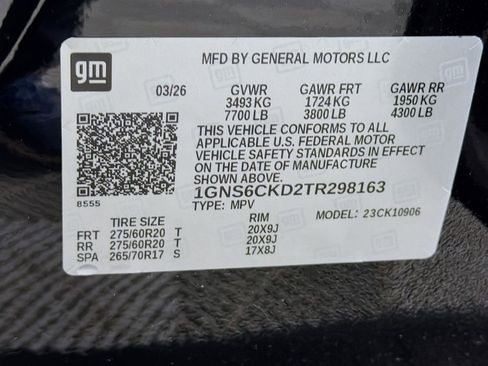 gm
MFD BY GENERAL MOTORS LLC
03/26 GVWR GAWR FRT GAWR RR
3493 KG 1724 KG 1950 KG
7700 LB 3800 LB 4300 LB
THIS VEHICLE CONFORMS TO ALL
APPLICABLE U.S. FEDERAL MOTOR
VEHICLE SAFETY STANDARDS IN EFFECT
ON THE DATE OF MANUFACTURE
SHOWN ABOVE.
1GNS6CKD2TR298163
8555 TYPE: MPV MODEL: 23CK10906
TIRE SIZE RIM
FRT 275/60R20 T 20X9J
RR 275/60R20 T 20X9J
SPA 265/70R17 S 17X8J